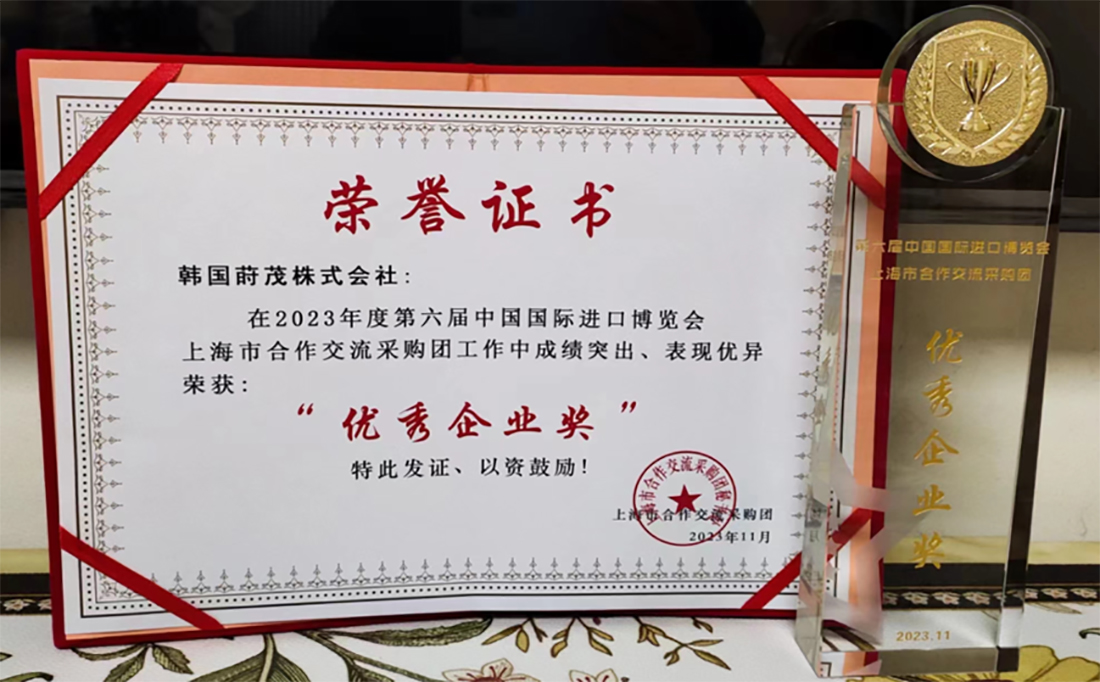 荣誉证书
韩国莳茂株式会社:
在2023年度第六届中国国际进口博览会
上海市合作交流采购团工作中成绩突出、表现优异
荣获:
“优秀企业奖”
特此发证、以资鼓励!
上海市合作交流采购团
2023年11月
第六届中国国际进口博览会
上海市合作交流采购团
优秀企业奖
2023.11